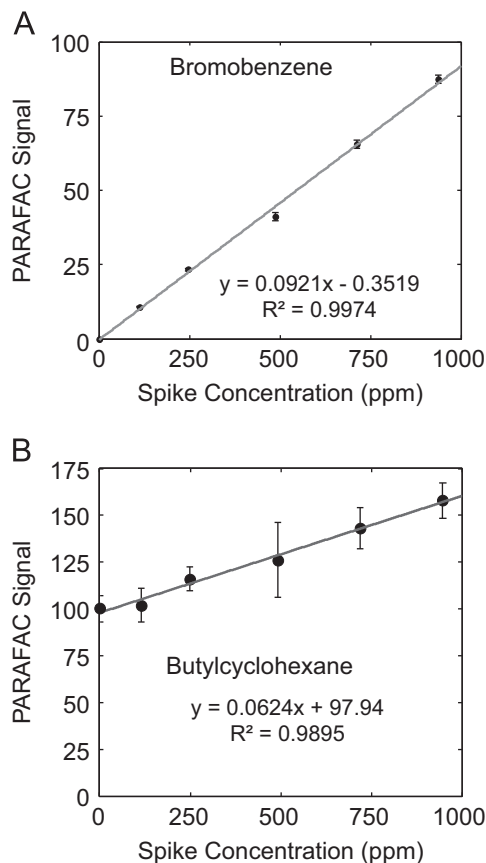 A
100
Bromobenzene
75
PARAFAC Signal
50
25
y = 0.0921x - 0.3519
R² = 0.9974
0
0 250 500 750 1000
Spike Concentration (ppm)
B
175
150
125
100
PARAFAC Signal
75
Butylcyclohexane
50
y = 0.0624x + 97.94
R² = 0.9895
25
0
0 250 500 750 1000
Spike Concentration (ppm)